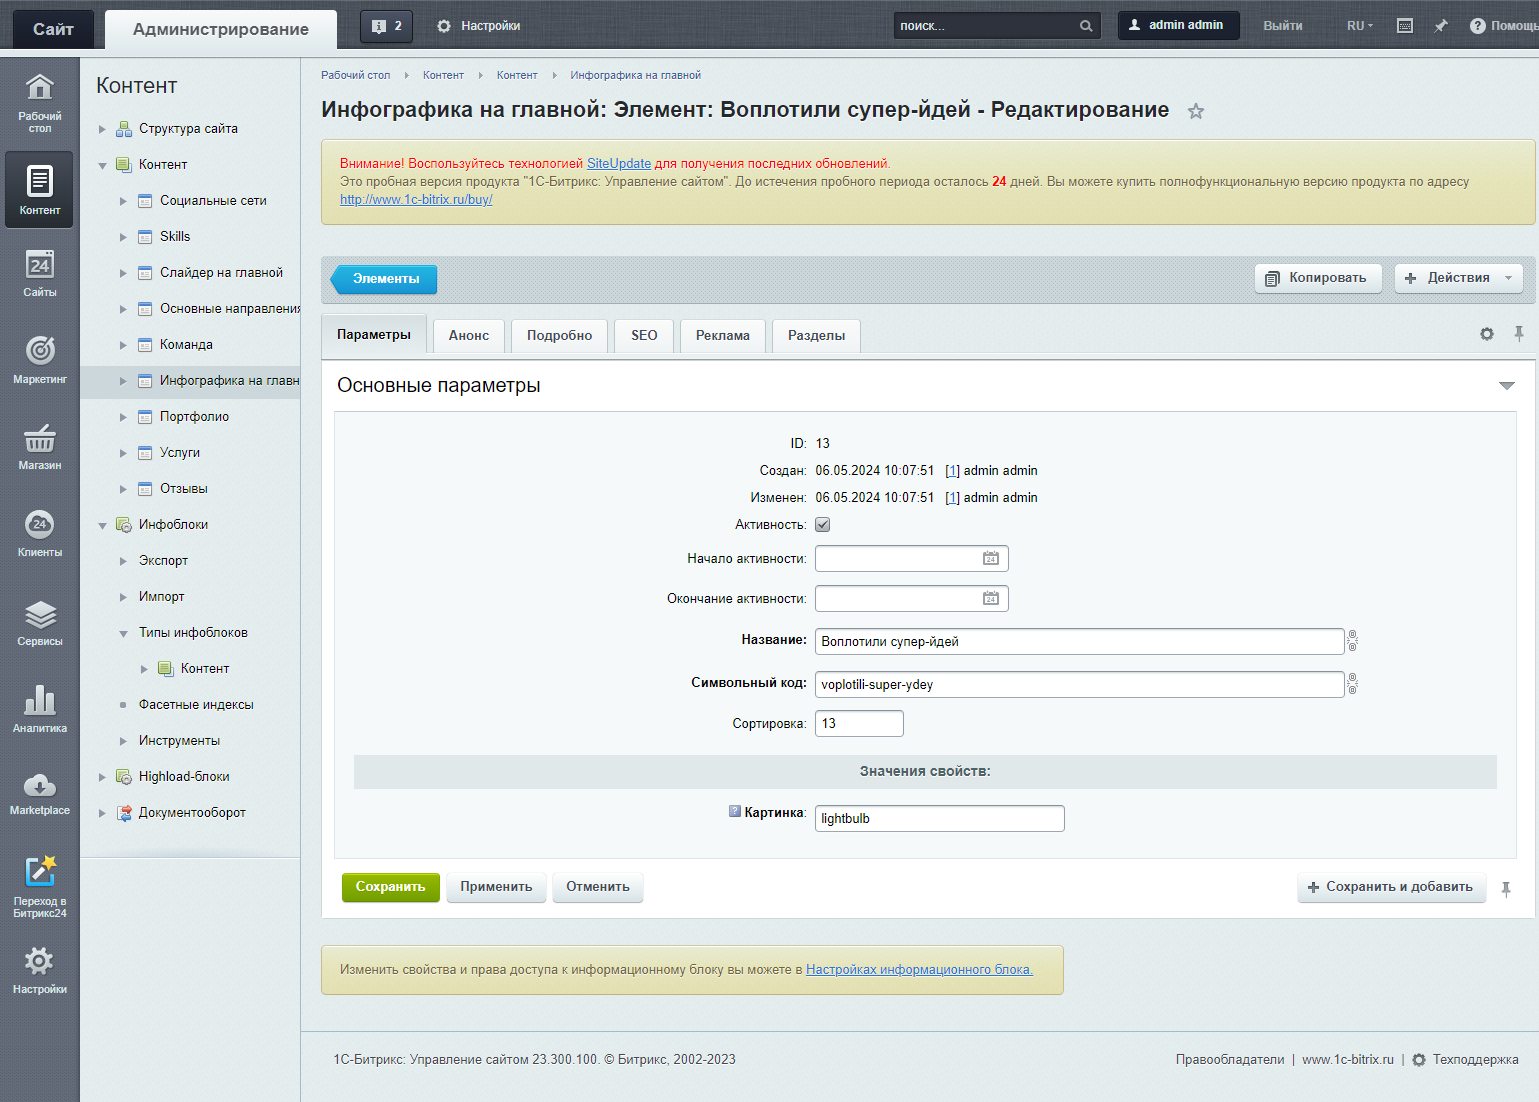 Сайт
Администрирование
2
Настройки
поиск...
admin admin
Выйти
RU
Помощь
Рабочий стол
Контент
24
Сайты
Маркетинг
Магазин
24
Клиенты
Сервисы
Аналитика
Marketplace
Переход в
Битрикс24
Настройки
Контент
Структура сайта
Контент
Социальные сети
Skills
Слайдер на главной
Основные направления
Команда
Инфографика на главн
Портфолио
Услуги
Отзывы
Инфоблоки
Экспорт
Импорт
Типы инфоблоков
Контент
Фасетные индексы
Инструменты
Highload-блоки
Документооборот
Рабочий стол Контент Контент Инфографика на главной
Инфографика на главной: Элемент: Воплотили супер-йдей - Редактирование
Внимание! Воспользуйтесь технологией SiteUpdate для получения последних обновлений.
Это пробная версия продукта "1С-Битрикс: Управление сайтом". До истечения пробного периода осталось 24 дней. Вы можете купить полнофункциональную версию продукта по адресу
http://www.1c-bitrix.ru/buy/
Элементы
Копировать
Действия
Параметры Анонс Подробно SEO Реклама Разделы
Основные параметры
ID: 13
Создан: 06.05.2024 10:07:51 [1] admin admin
Изменен: 06.05.2024 10:07:51 [1] admin admin
Активность:
Начало активности: 24
Окончание активности: 24
Название: Воплотили супер-йдей
Символьный код: voplotili-super-ydey
Сортировка: 13
Значения свойств:
? Картинка: lightbulb
Сохранить Применить Отменить
Сохранить и добавить
Изменить свойства и права доступа к информационному блоку вы можете в Настройках информационного блока.
1С-Битрикс: Управление сайтом 23.300.100. © Битрикс, 2002-2023
Правообладатели | www.1c-bitrix.ru | Техподдержка